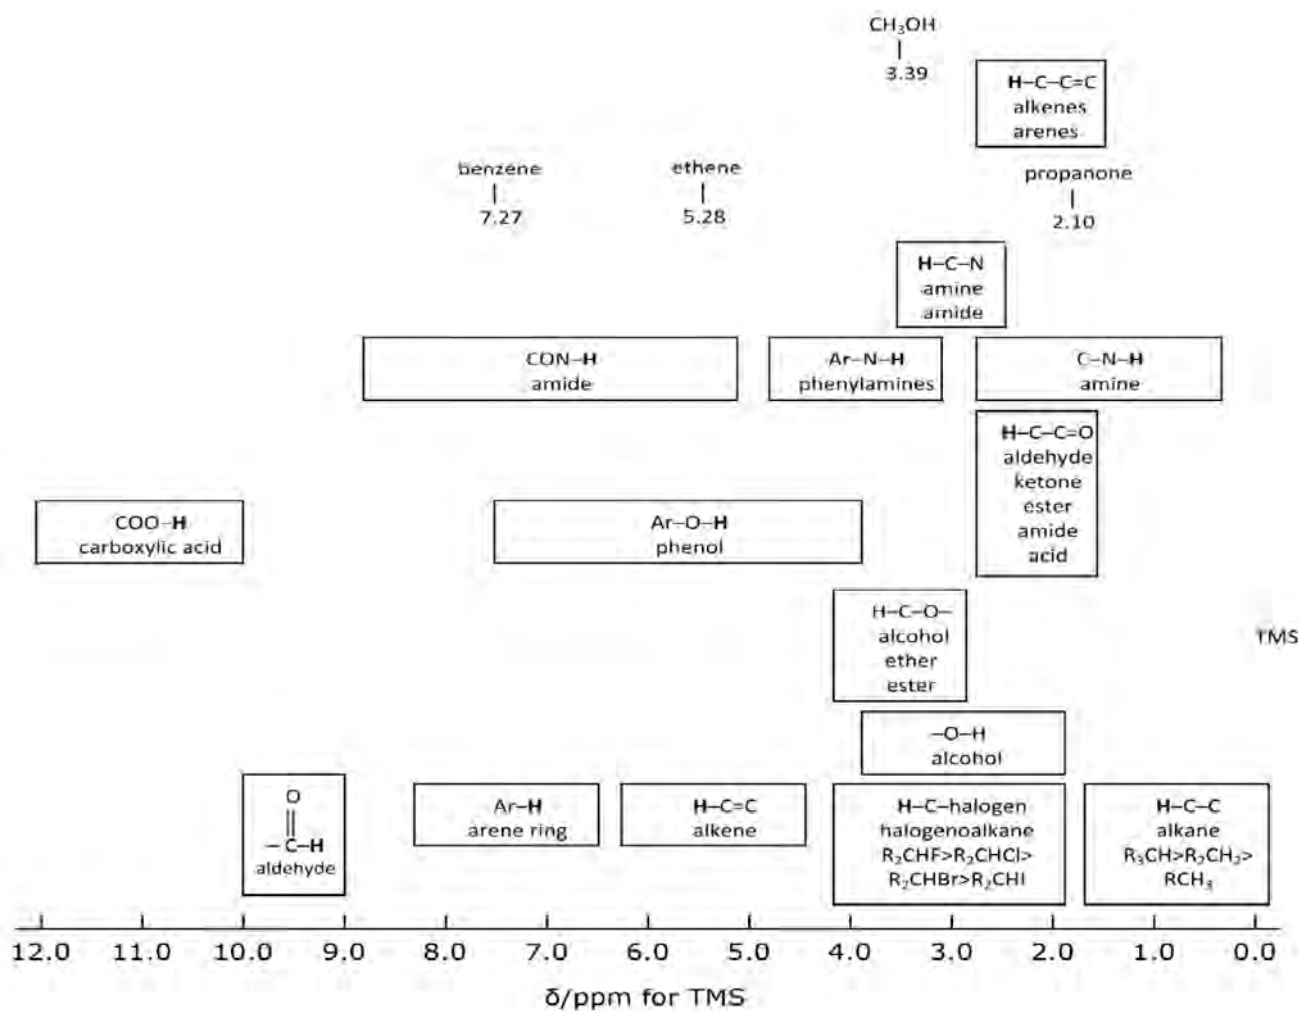 CH₃OH
3.39
H–C–C=C
alkenes
arenes
benzene
7.27
ethene
5.28
propanone
2.10
H–C–N
amine
amide
CON–H
amide
Ar–N–H
phenylamines
C–N–H
amine
H–C–C=O
aldehyde
ketone
ester
amide
acid
COO–H
carboxylic acid
Ar–O–H
phenol
H–C–O–
alcohol
ether
ester
TMS
–O–H
alcohol
O
–C–H
aldehyde
Ar–H
arene ring
H–C=C
alkene
H–C–halogen
halogenoalkane
R₂CHF>R₂CHCl>
R₂CHBr>R₂CHI
H–C–C
alkane
R₃CH>R₂CH₂>
RCH₃
12.0 11.0 10.0 9.0 8.0 7.0 6.0 5.0 4.0 3.0 2.0 1.0 0.0
δ/ppm for TMS